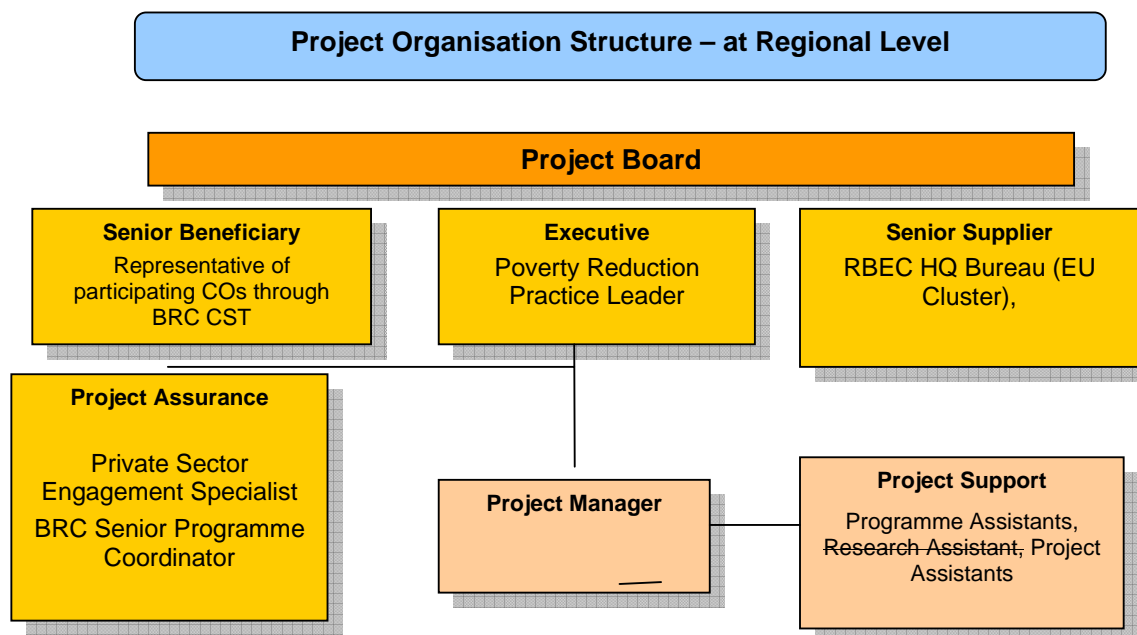 Project Organisation Structure – at Regional Level
Project Board
Senior Beneficiary
Representative of
participating COs through
BRC CST
Executive
Poverty Reduction
Practice Leader
Senior Supplier
RBEC HQ Bureau (EU
Cluster),
Project Assurance
Private Sector
Engagement Specialist
BRC Senior Programme
Coordinator
Project Manager
Project Support
Programme Assistants,
Research Assistant, Project
Assistants